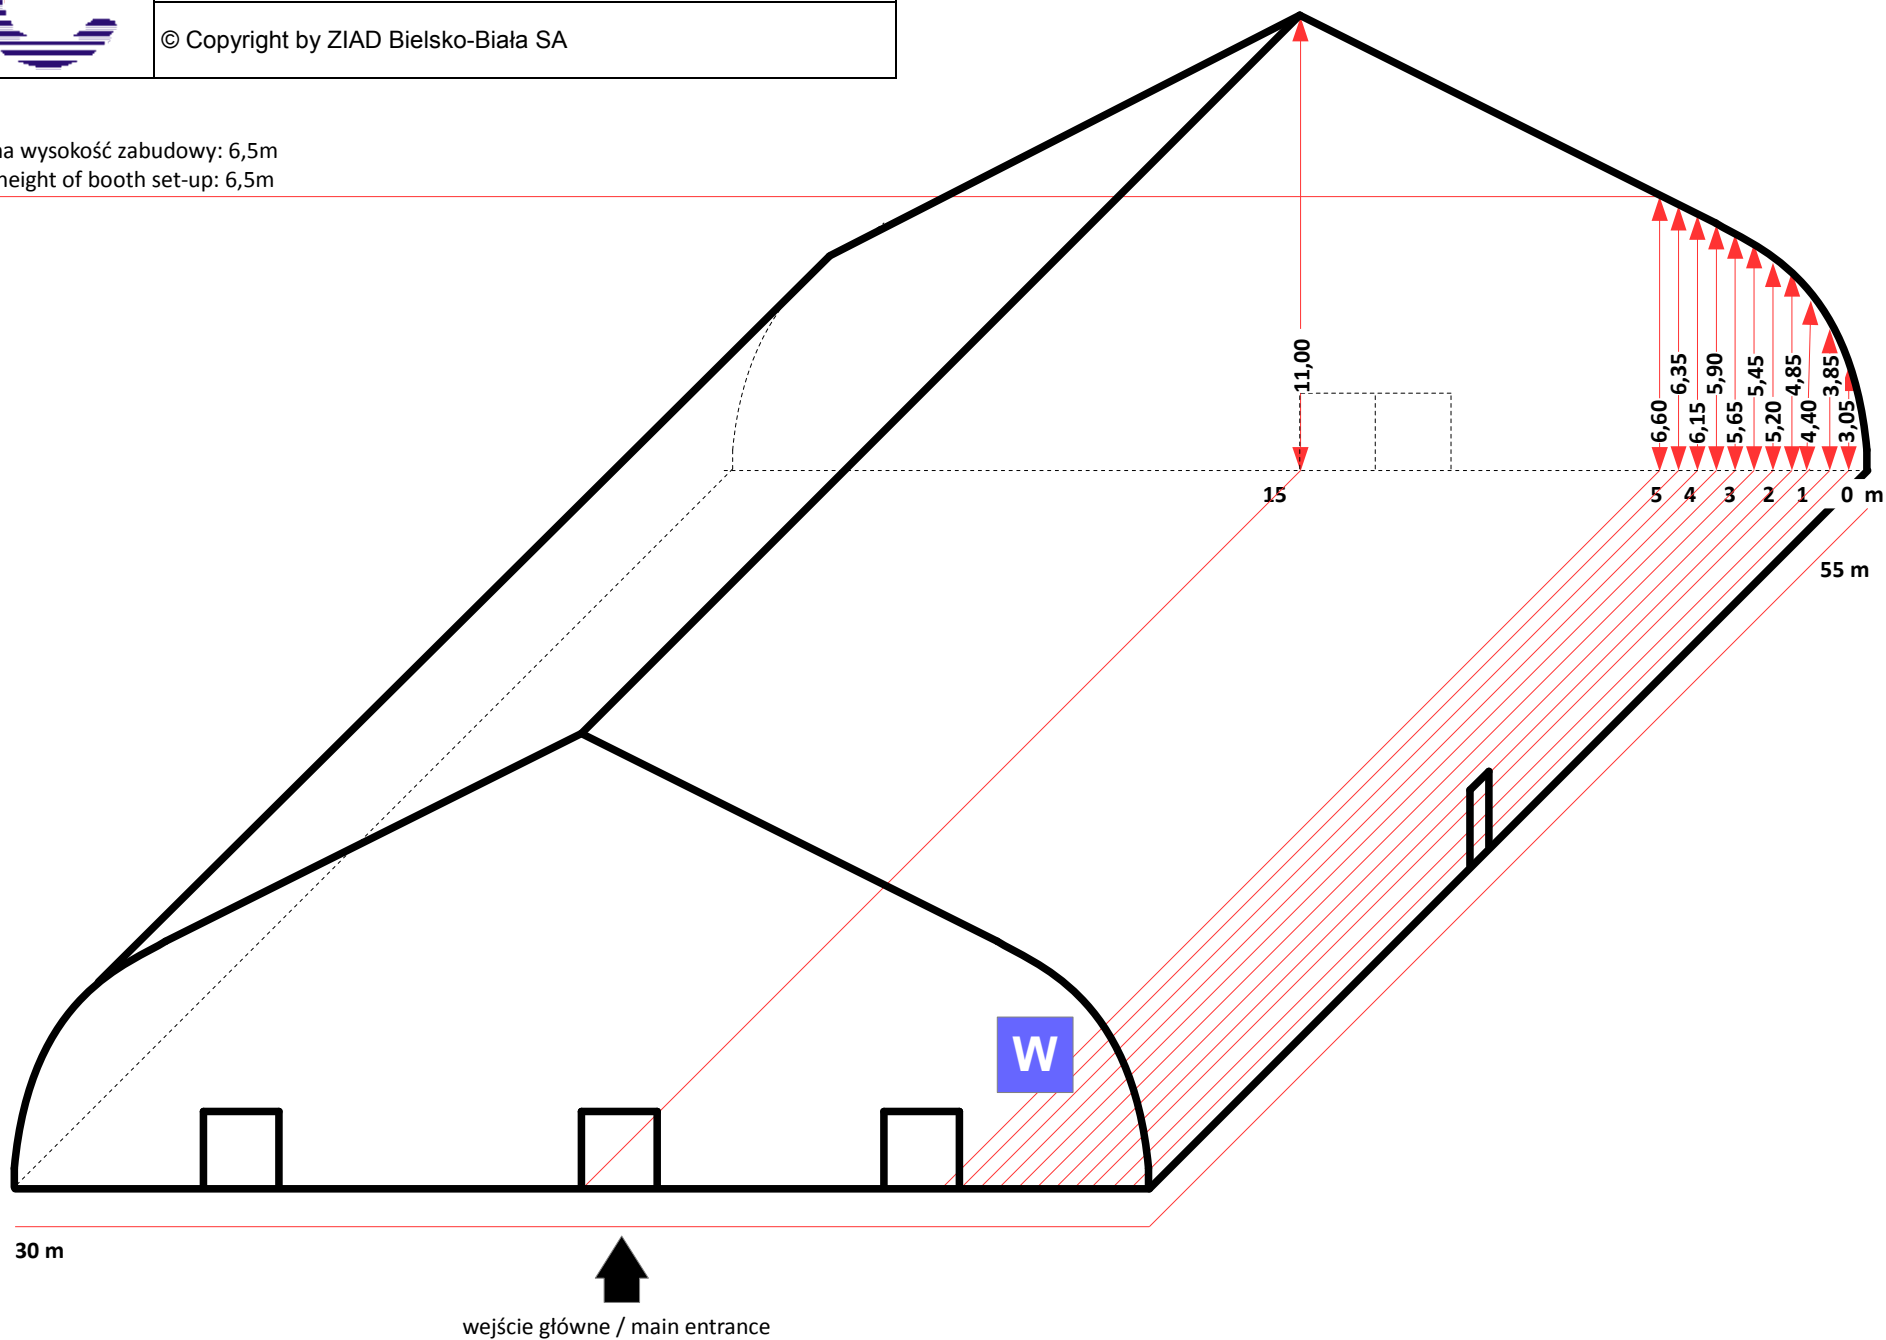 © Copyright by ZIAD Bielsko-Biała SA
na wysokość zabudowy: 6,5m
height of booth set-up: 6,5m
11,00
6,60
6,35
6,15
5,90
5,65
5,45
5,20
4,85
4,40
3,85
3,05
15
5 4 3 2 1 0 m
55 m
W
30 m
wejście główne / main entrance